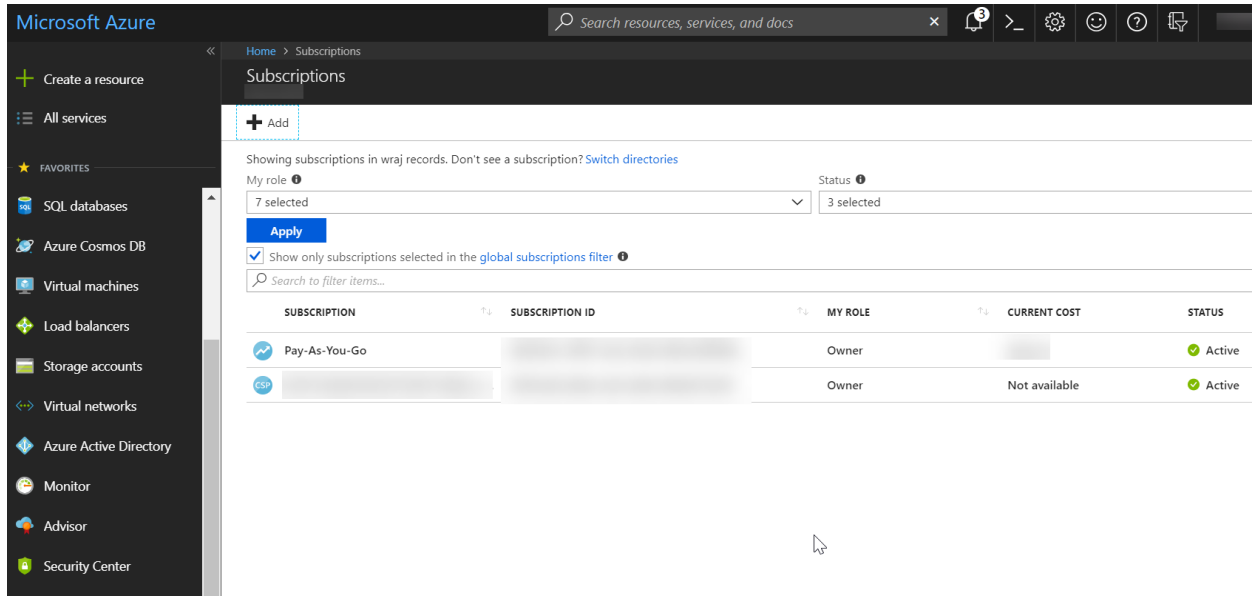 Microsoft Azure
Search resources, services, and docs
3
Home > Subscriptions
Subscriptions
Create a resource
All services
FAVORITES
SQL databases
Azure Cosmos DB
Virtual machines
Load balancers
Storage accounts
Virtual networks
Azure Active Directory
Monitor
Advisor
Security Center
Add
Showing subscriptions in wraj records. Don't see a subscription? Switch directories
My role
Status
7 selected
3 selected
Apply
Show only subscriptions selected in the global subscriptions filter
Search to filter items...
SUBSCRIPTION SUBSCRIPTION ID MY ROLE CURRENT COST STATUS
Pay-As-You-Go Owner Active
CSP Owner Not available Active